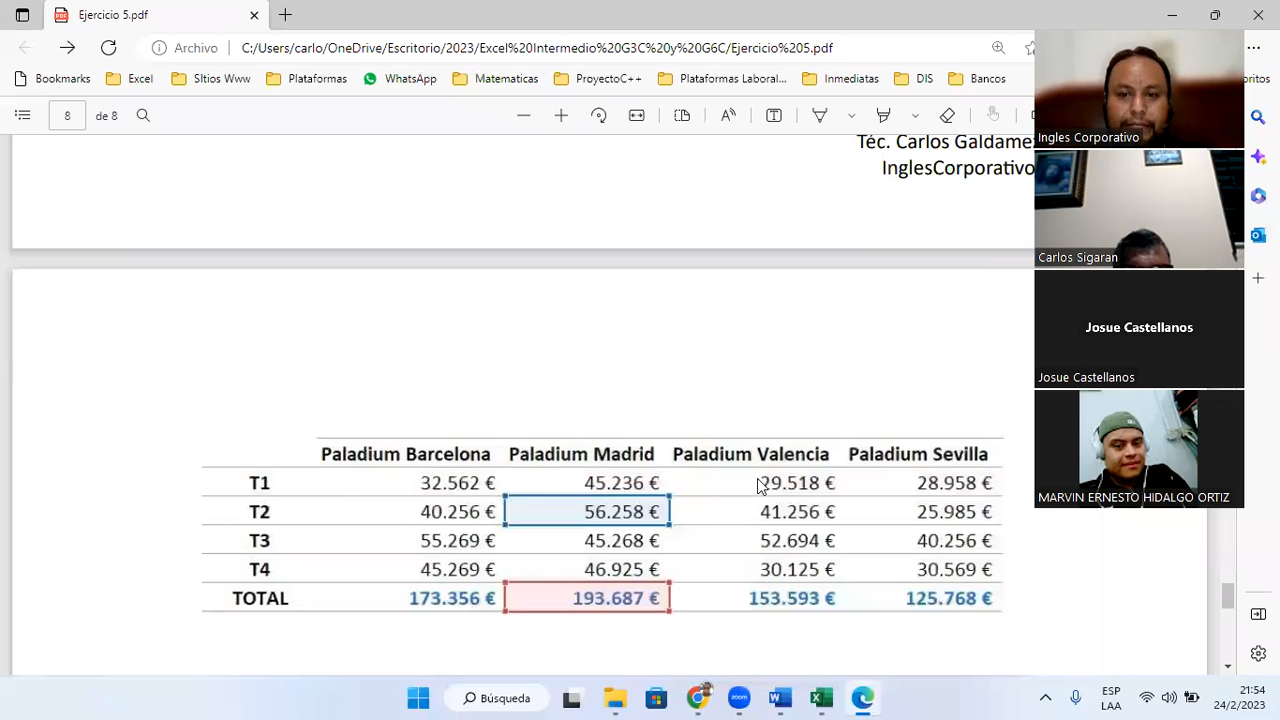 Ejercicio 5.pdf
Archivo
C:/Users/carlo/OneDrive/Escritorio/2023/Excel%20Intermedio%20G3C%20y%20G6C/Ejercicio%205.pdf
Bookmarks Excel SItios Www Plataformas WhatsApp Matematicas ProyectoC++ Plataformas Laboral... Inmediatas DIS Bancos
8 de 8
Téc. Carlos Galdame
InglesCorporativo
Ingles Corporativo
Carlos Sigaran
Josue Castellanos
Josue Castellanos
MARVIN ERNESTO HIDALGO ORTIZ
Paladium Barcelona Paladium Madrid Paladium Valencia Paladium Sevilla
T1 32.562 € 45.236 € 29.518 € 28.958 €
T2 40.256 € 56.258 € 41.256 € 25.985 €
T3 55.269 € 45.268 € 52.694 € 40.256 €
T4 45.269 € 46.925 € 30.125 € 30.569 €
TOTAL 173.356 € 193.687 € 153.593 € 125.768 €
Búsqueda
ESP
LAA
21:54
24/2/2023